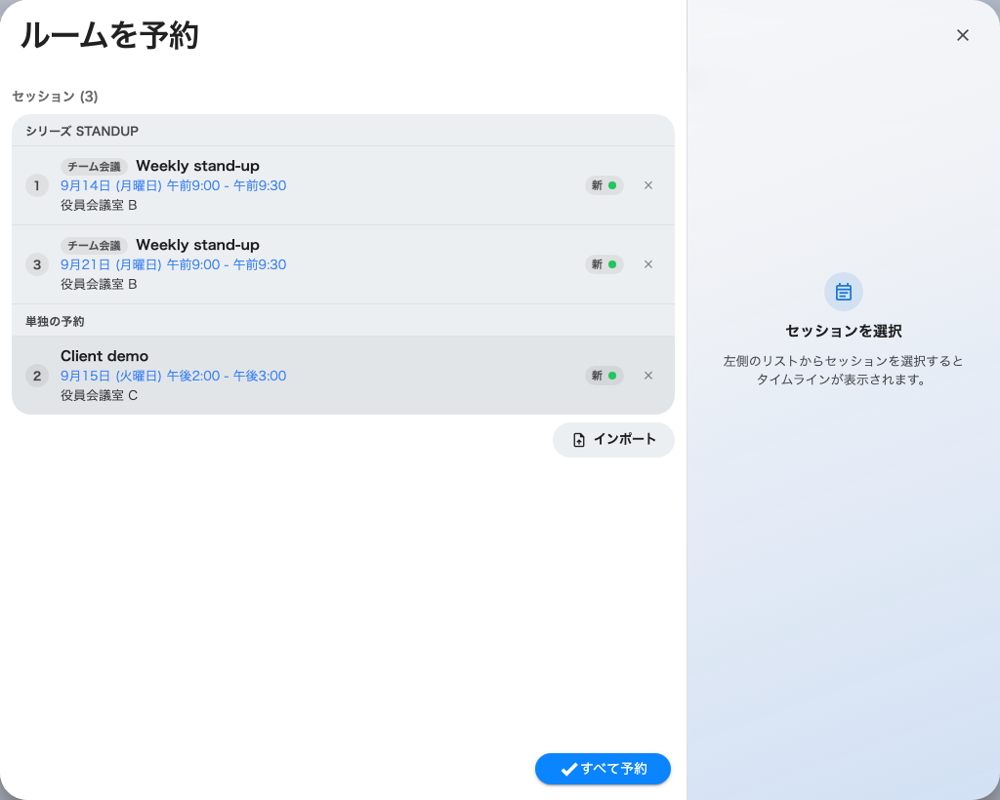 ルームを予約
セッション (3)
シリーズ STANDUP
1
チーム会議 Weekly stand-up
9月14日 (月曜日) 午前9:00 - 午前9:30
役員会議室 B
新
3
チーム会議 Weekly stand-up
9月21日 (月曜日) 午前9:00 - 午前9:30
役員会議室 B
新
単独の予約
2
Client demo
9月15日 (火曜日) 午後2:00 - 午後3:00
役員会議室 C
新
インポート
すべて予約
セッションを選択
左側のリストからセッションを選択すると
タイムラインが表示されます。